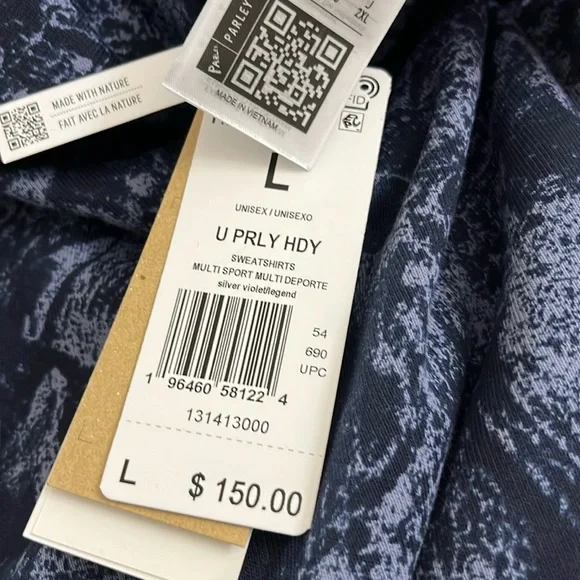 J
2XL
PARLEY
MADE IN VIETNAM
MADE WITH NATURE
FAIT AVEC LA NATURE
L
UNISEX / UNISEXO
U PRLY HDY
SWEATSHIRTS
MULTI SPORT MULTI DEPORTE
silver violet/legend
54
690
UPC
1 96460 58122 4
131413000
L
$ 150.00